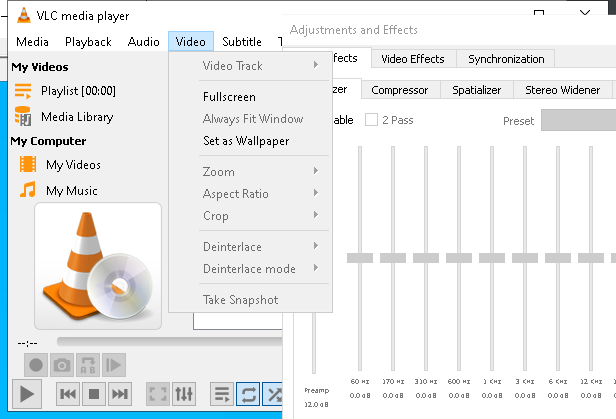 VLC media player
Media Playback Audio Video Subtitle T
My Videos
Playlist [00:00]
Media Library
My Computer
My Videos
My Music
--:--
Video Track
Fullscreen
Always Fit Window
Set as Wallpaper
Zoom
Aspect Ratio
Crop
Deinterlace
Deinterlace mode
Take Snapshot
Adjustments and Effects
fects Video Effects Synchronization
zer Compressor Spatializer Stereo Widener
able 2 Pass Preset
60 Hz 170 Hz 310 Hz 600 Hz 1 KHz 3 KHz 6 KHz 12 KHz
Preamp 0.0 dB 0.0 dB 0.0 dB 0.0 dB 0.0 dB 0.0 dB 0.0 dB 0.0 dB
12.0 dB